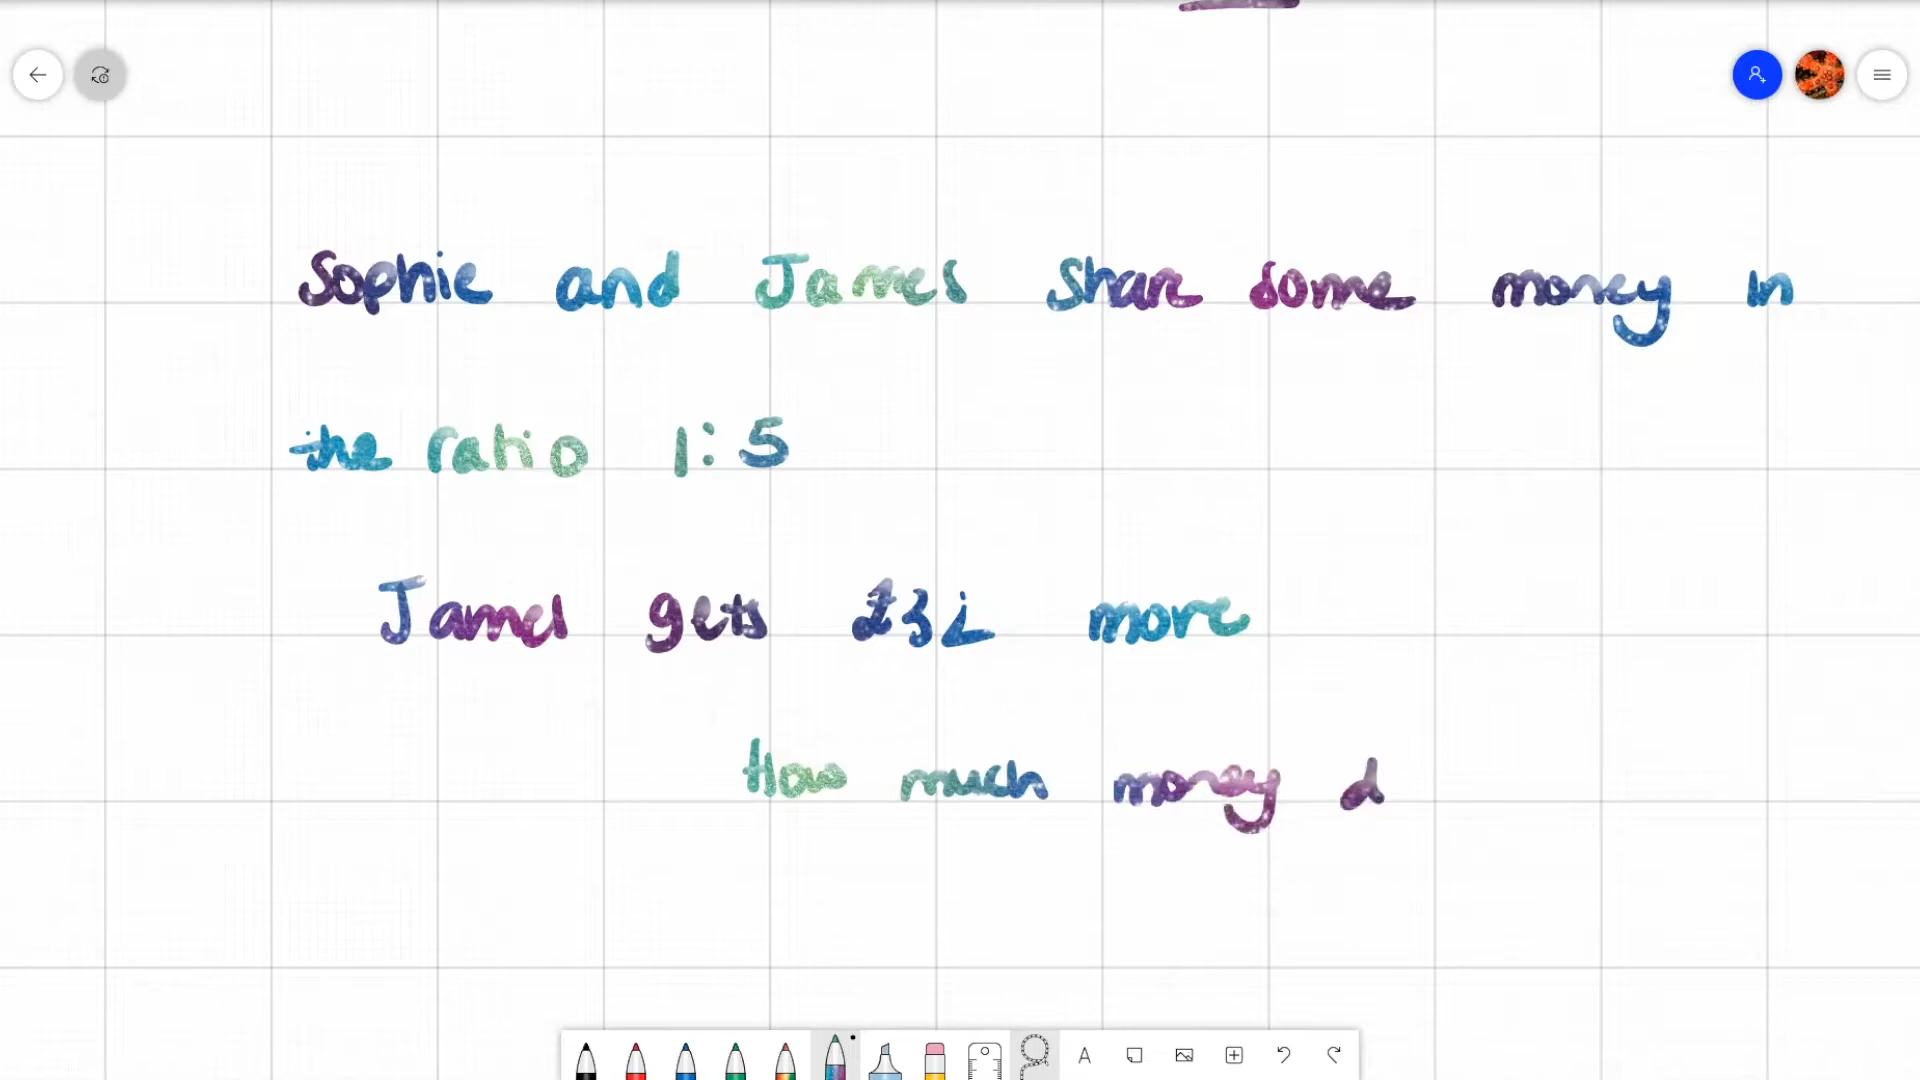 Sophie and James share some money in
the ratio 1:5
James gets £32 more
How much money d